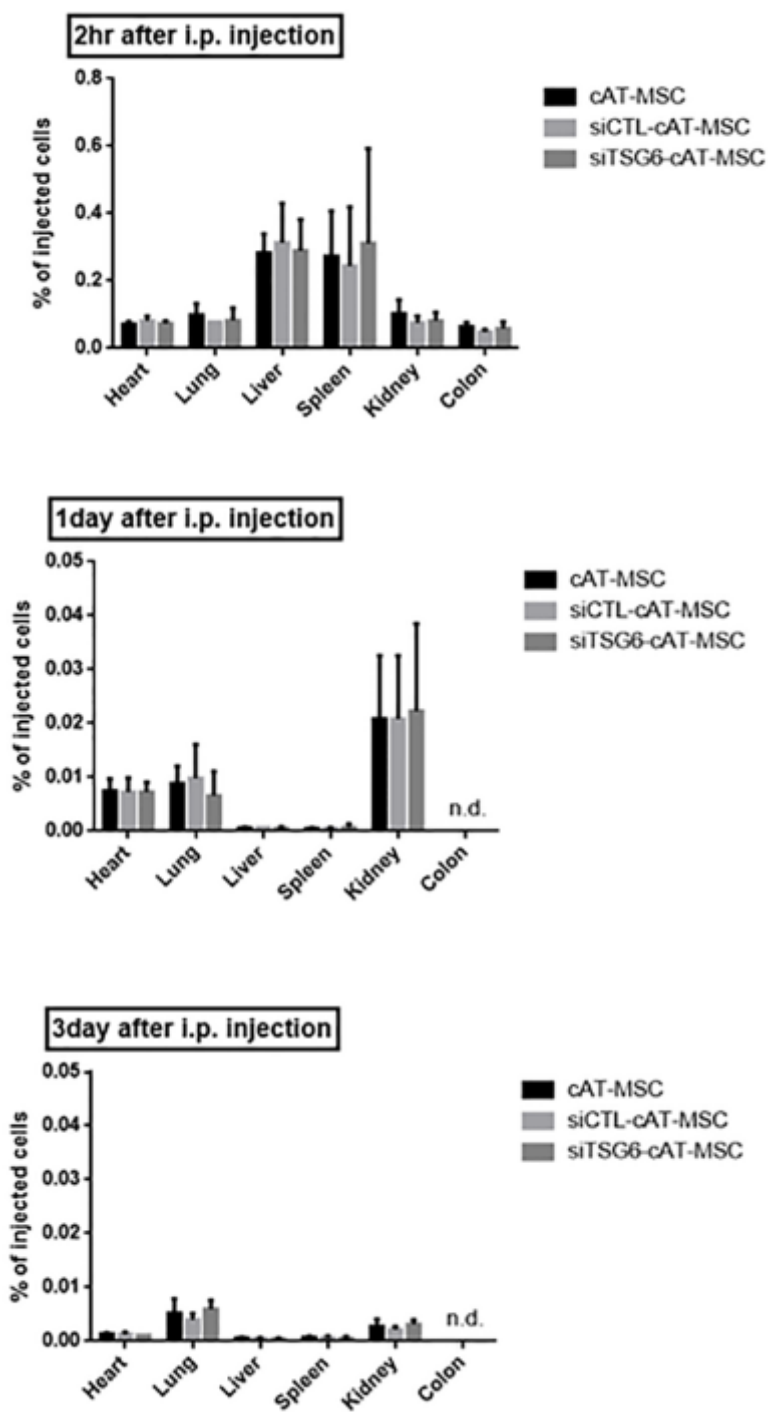 2hr after i.p. injection
0.8
0.6
0.4
0.2
0.0
% of injected cells
cAT-MSC
siCTL-cAT-MSC
siTSG6-cAT-MSC
Heart
Lung
Liver
Spleen
Kidney
Colon
1day after i.p. injection
0.05
0.04
0.03
0.02
0.01
0.00
% of injected cells
cAT-MSC
siCTL-cAT-MSC
siTSG6-cAT-MSC
n.d.
Heart
Lung
Liver
Spleen
Kidney
Colon
3day after i.p. injection
0.05
0.04
0.03
0.02
0.01
0.00
% of injected cells
cAT-MSC
siCTL-cAT-MSC
siTSG6-cAT-MSC
n.d.
Heart
Lung
Liver
Spleen
Kidney
Colon